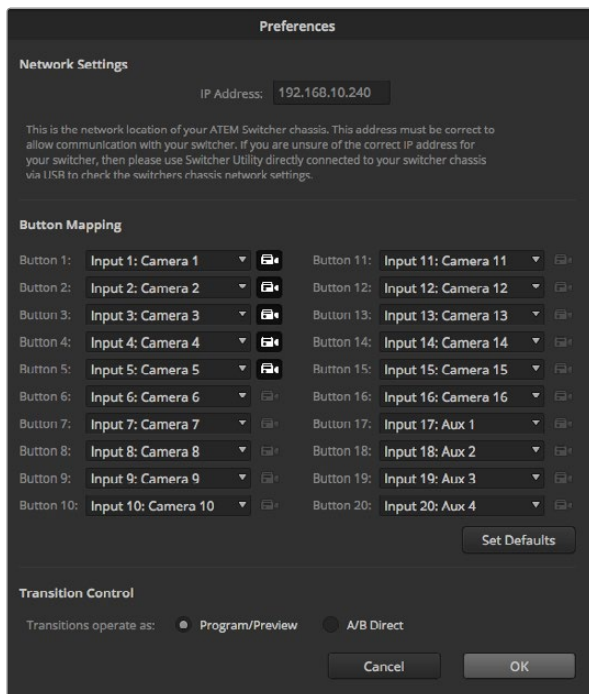 Preferences
Network Settings
IP Address: 192.168.10.240
This is the network location of your ATEM Switcher chassis. This address must be correct to
allow communication with your switcher. If you are unsure of the correct IP address for
your switcher, then please use Switcher Utility directly connected to your switcher chassis
via USB to check the switchers chassis network settings.
Button Mapping
Button 1: Input 1: Camera 1 Button 11: Input 11: Camera 11
Button 2: Input 2: Camera 2 Button 12: Input 12: Camera 12
Button 3: Input 3: Camera 3 Button 13: Input 13: Camera 13
Button 4: Input 4: Camera 4 Button 14: Input 14: Camera 14
Button 5: Input 5: Camera 5 Button 15: Input 15: Camera 15
Button 6: Input 6: Camera 6 Button 16: Input 16: Camera 16
Button 7: Input 7: Camera 7 Button 17: Input 17: Aux 1
Button 8: Input 8: Camera 8 Button 18: Input 18: Aux 2
Button 9: Input 9: Camera 9 Button 19: Input 19: Aux 3
Button 10: Input 10: Camera 10 Button 20: Input 20: Aux 4
Set Defaults
Transition Control
Transitions operate as: Program/Preview A/B Direct
Cancel OK